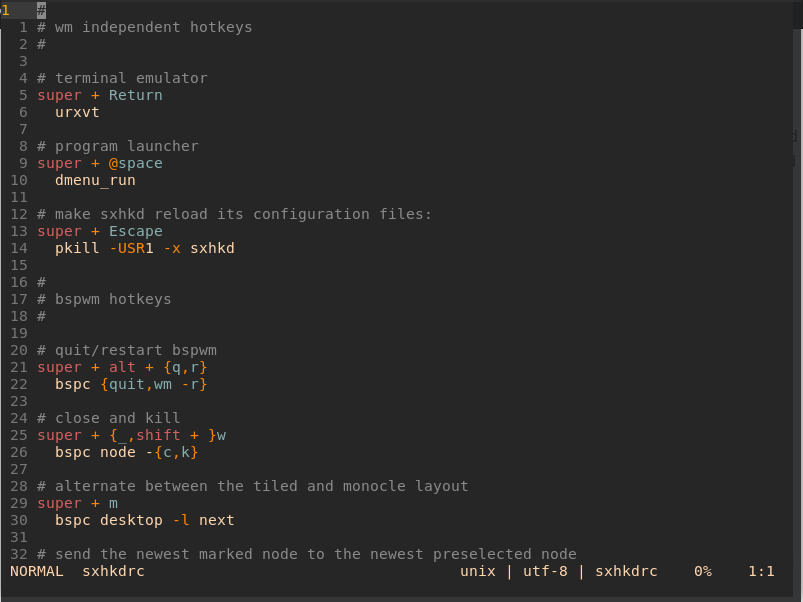 1 #
1 # wm independent hotkeys
2 #
3
4 # terminal emulator
5 super + Return
6   urxvt
7
8 # program launcher
9 super + @space
10   dmenu_run
11
12 # make sxhkd reload its configuration files:
13 super + Escape
14   pkill -USR1 -x sxhkd
15
16 #
17 # bspwm hotkeys
18 #
19
20 # quit/restart bspwm
21 super + alt + {q,r}
22   bspc {quit,wm -r}
23
24 # close and kill
25 super + {_,shift + }w
26   bspc node -{c,k}
27
28 # alternate between the tiled and monocle layout
29 super + m
30   bspc desktop -l next
31
32 # send the newest marked node to the newest preselected node
NORMAL  sxhkdrc  unix | utf-8 | sxhkdrc  0%  1:1